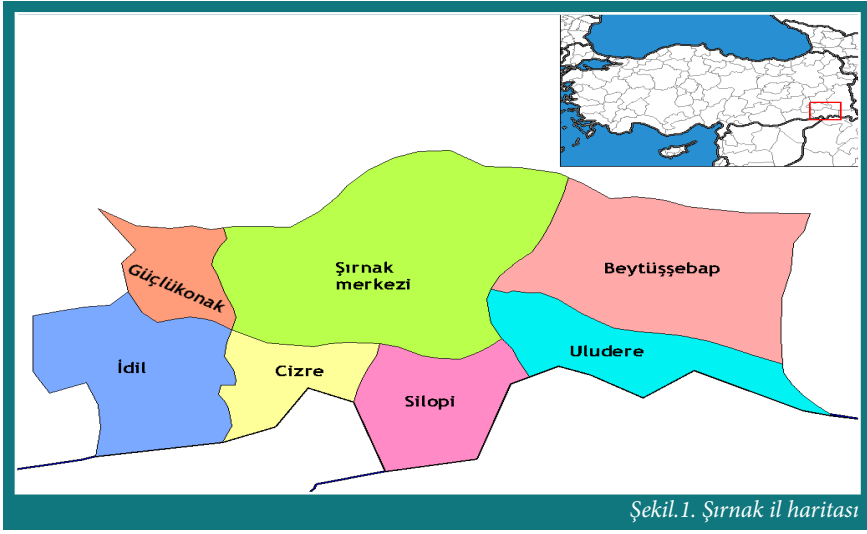 Şırnak
merkezi
Beytüşşebap
Güçlükonak
Uludere
İdil
Cizre
Silopi
Şekil.1. Şırnak il haritası